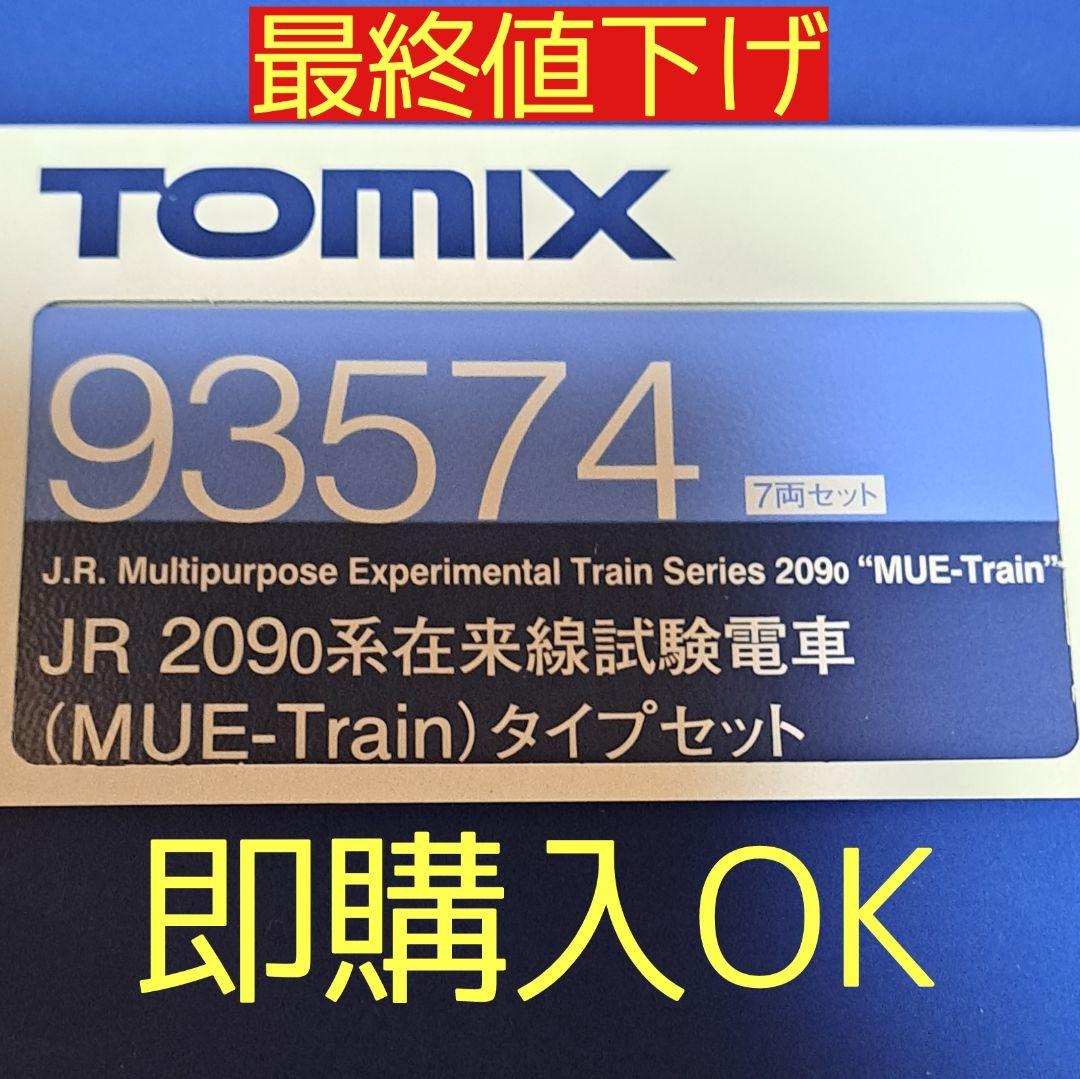 最終値下げ
TOMIX
93574 7両セット
J.R. Multipurpose Experimental Train Series 2090 “MUE-Train”
JR 2090系在来線試験電車
(MUE-Train)タイプセット
即購入OK